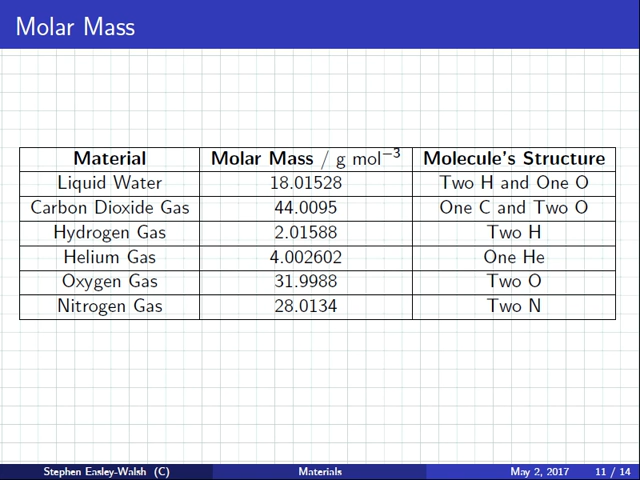 Molar Mass
Material Molar Mass / g mol⁻³ Molecule's Structure
Liquid Water 18.01528 Two H and One O
Carbon Dioxide Gas 44.0095 One C and Two O
Hydrogen Gas 2.01588 Two H
Helium Gas 4.002602 One He
Oxygen Gas 31.9988 Two O
Nitrogen Gas 28.0134 Two N
Stephen Easley-Walsh (C) Materials May 2, 2017 11 / 14